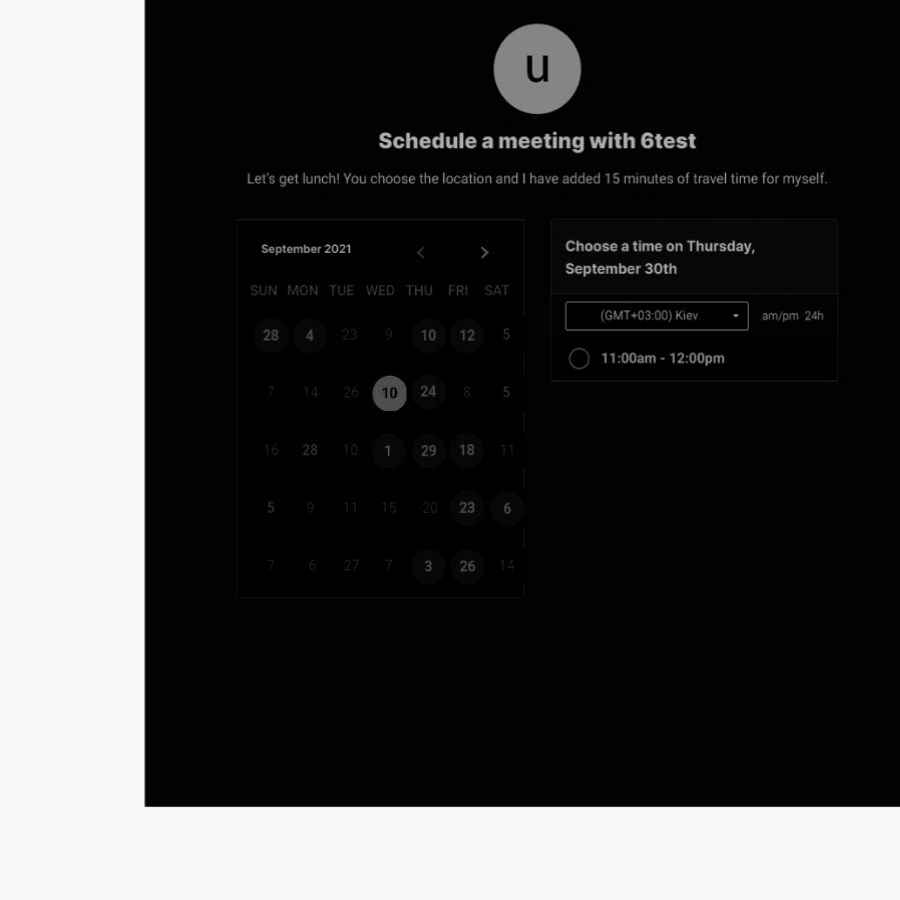 u
Schedule a meeting with 6test
Let's get lunch! You choose the location and I have added 15 minutes of travel time for myself.
September 2021
SUN MON TUE WED THU FRI SAT
28 4 23 9 10 12 5
7 14 26 10 24 8 5
16 28 10 1 29 18 11
5 9 11 15 20 23 6
7 6 27 7 3 26 14
Choose a time on Thursday,
September 30th
(GMT+03:00) Kiev am/pm 24h
11:00am - 12:00pm